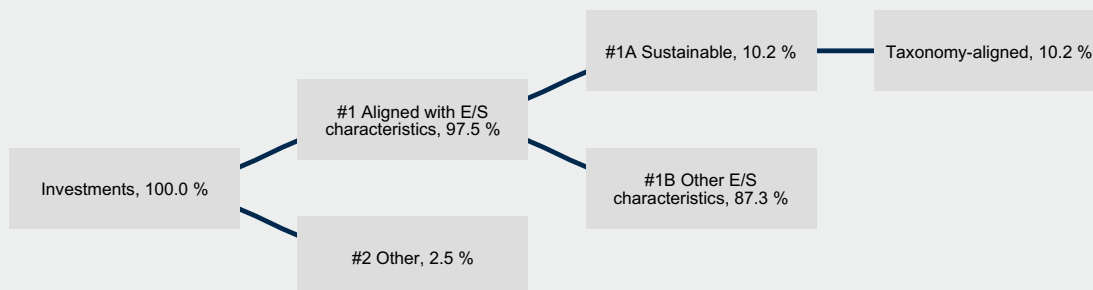 #1A Sustainable, 10.2 %
Taxonomy-aligned, 10.2 %
#1 Aligned with E/S
characteristics, 97.5 %
Investments, 100.0 %
#1B Other E/S
characteristics, 87.3 %
#2 Other, 2.5 %